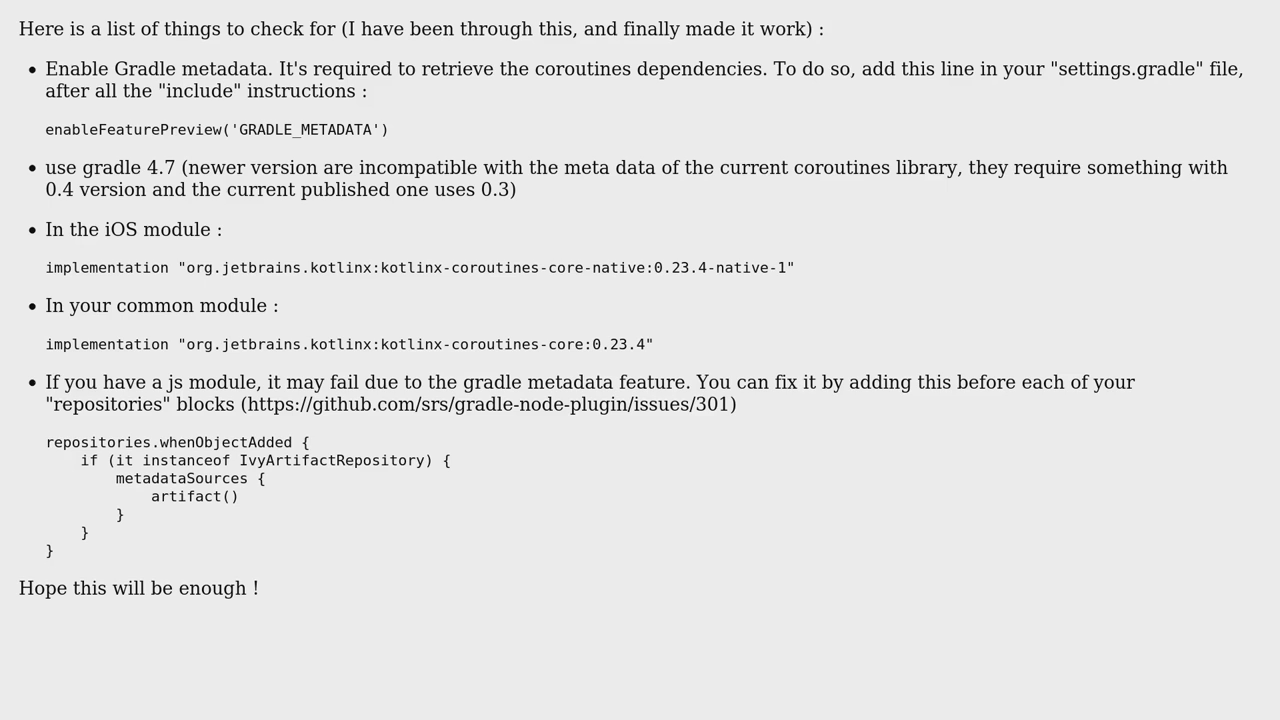 Here is a list of things to check for (I have been through this, and finally made it work) :
• Enable Gradle metadata. It's required to retrieve the coroutines dependencies. To do so, add this line in your "settings.gradle" file,
after all the "include" instructions :
enableFeaturePreview('GRADLE_METADATA')
• use gradle 4.7 (newer version are incompatible with the meta data of the current coroutines library, they require something with
0.4 version and the current published one uses 0.3)
• In the iOS module :
implementation "org.jetbrains.kotlinx:kotlinx-coroutines-core-native:0.23.4-native-1"
• In your common module :
implementation "org.jetbrains.kotlinx:kotlinx-coroutines-core:0.23.4"
• If you have a js module, it may fail due to the gradle metadata feature. You can fix it by adding this before each of your
"repositories" blocks (https://github.com/srs/gradle-node-plugin/issues/301)
repositories.whenObjectAdded {
    if (it instanceof IvyArtifactRepository) {
        metadataSources {
            artifact()
        }
    }
}
Hope this will be enough !